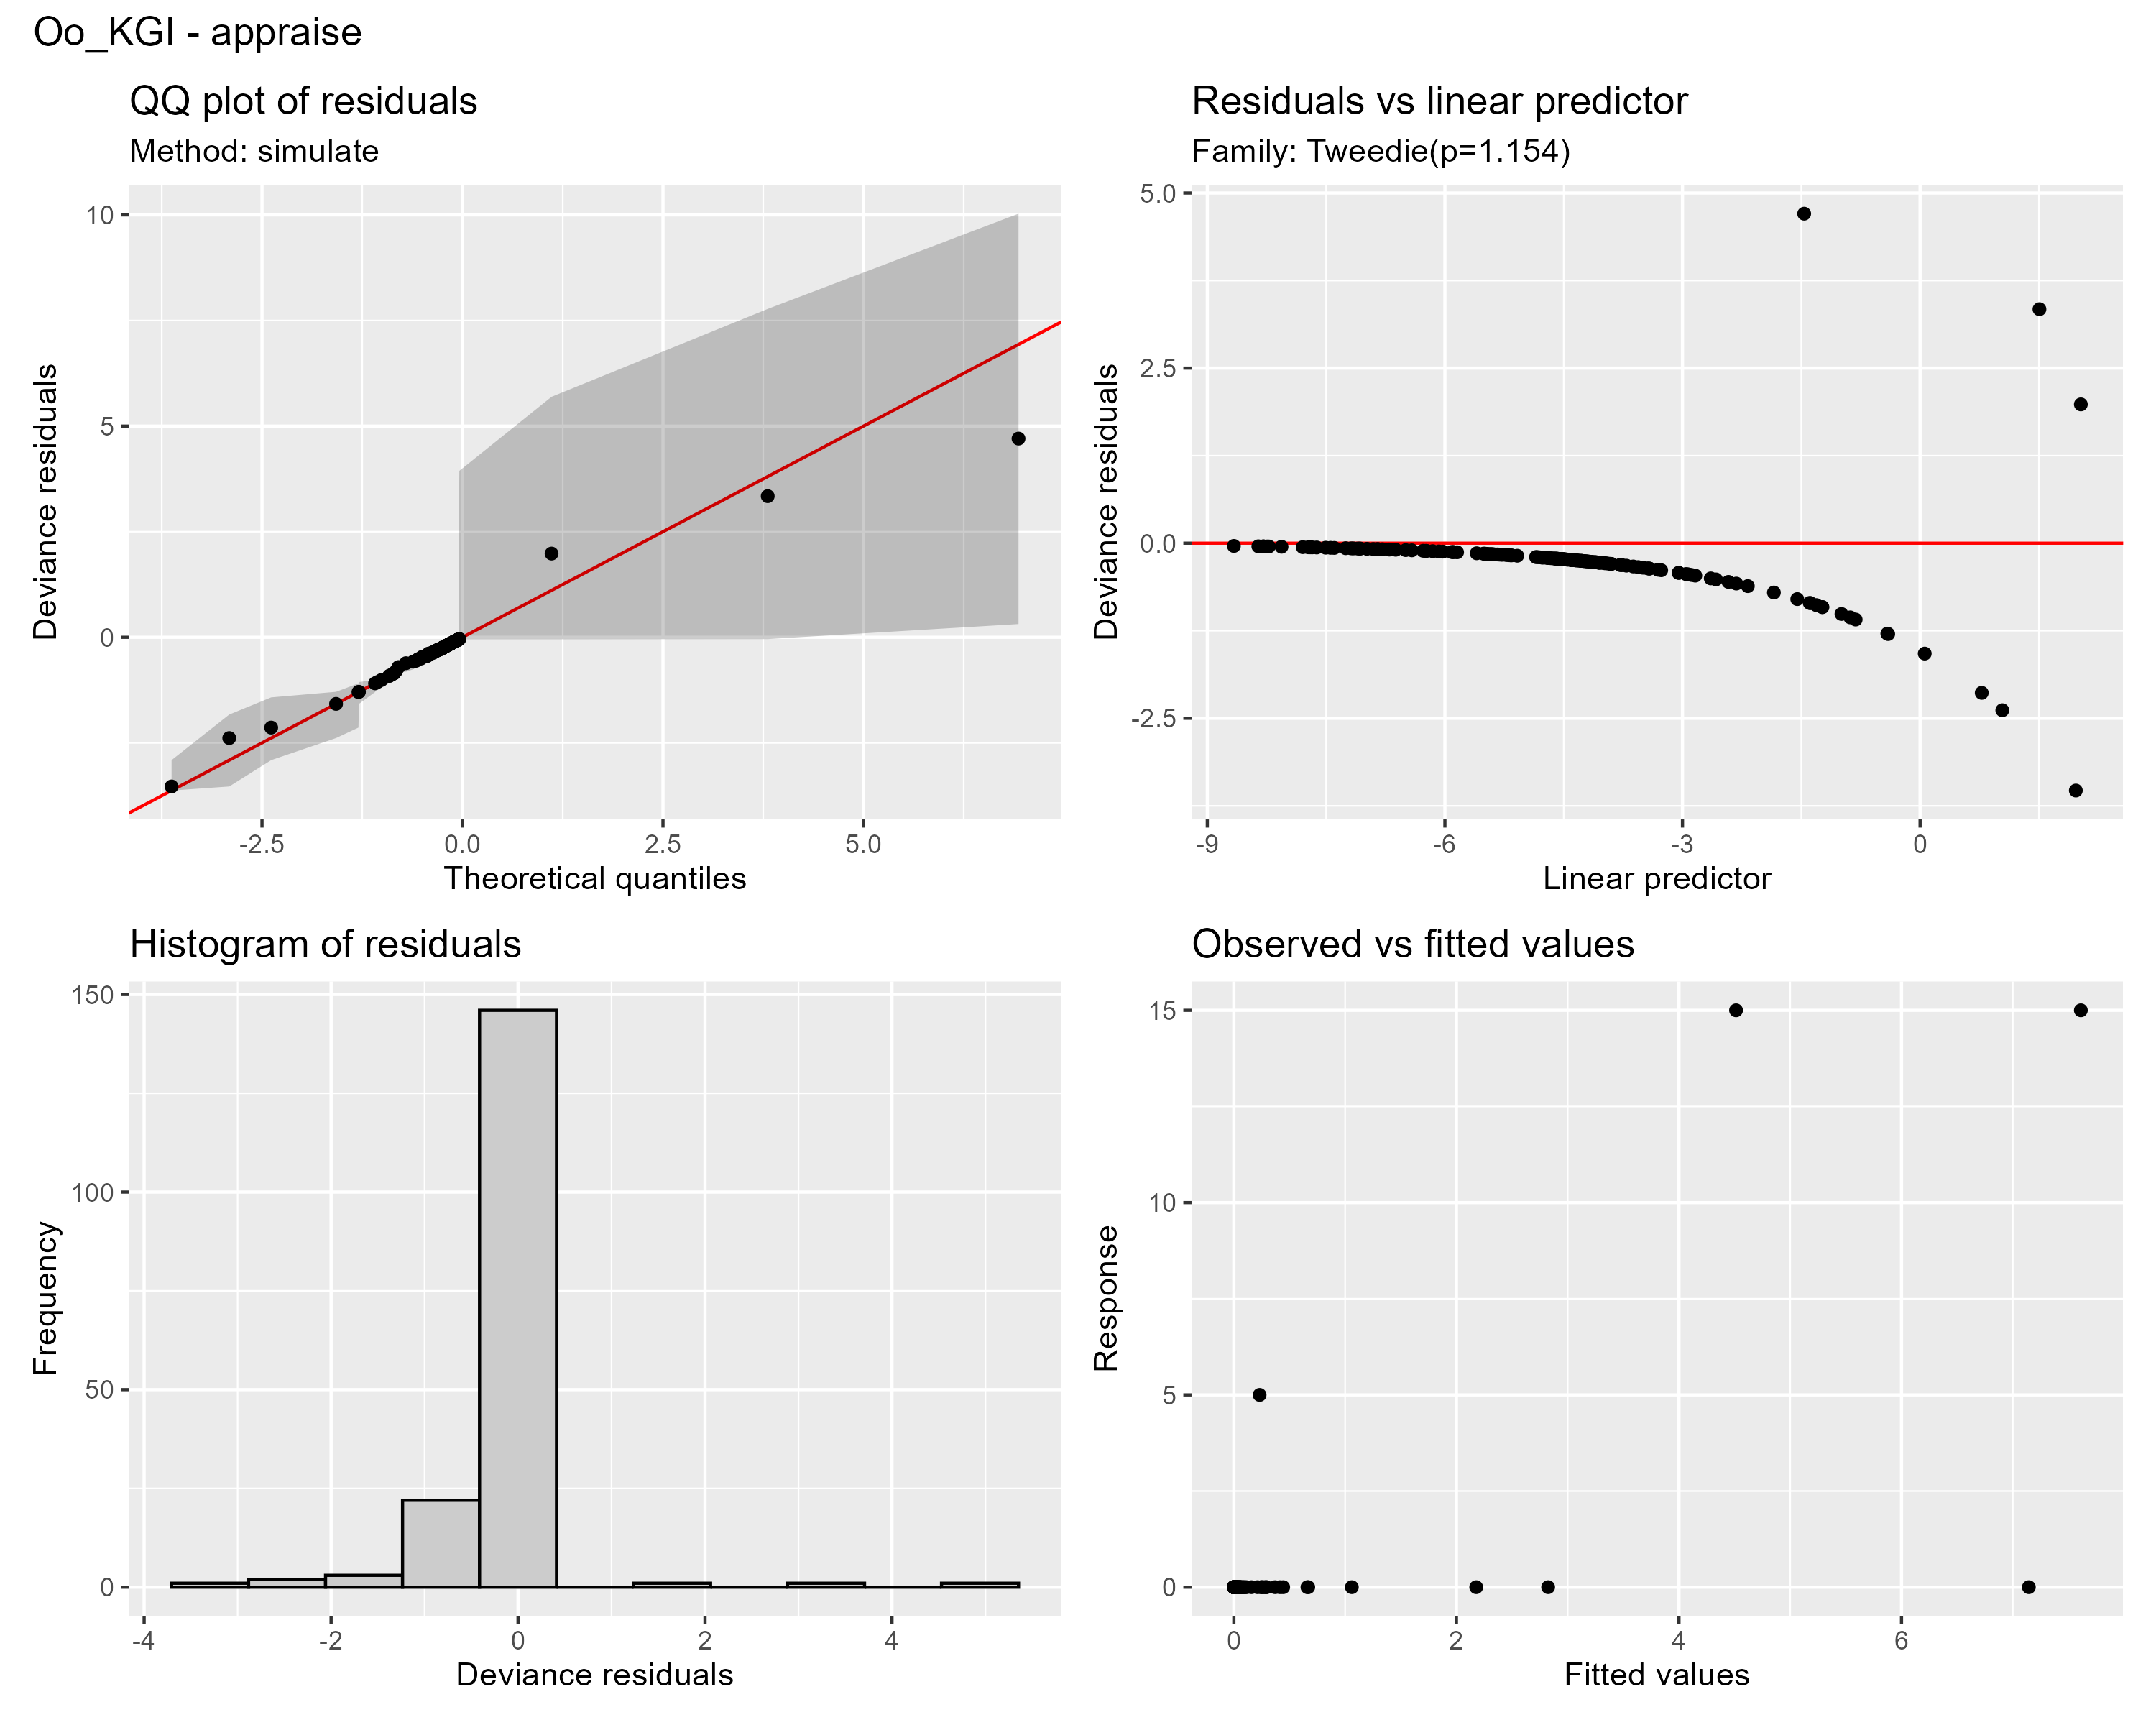 Oo_KGI - appraise
QQ plot of residuals
Method: simulate
10
5
0
Deviance residuals
-2.5
0.0
2.5
5.0
Theoretical quantiles
Residuals vs linear predictor
Family: Tweedie(p=1.154)
5.0
2.5
0.0
-2.5
Deviance residuals
-9
-6
-3
0
Linear predictor
Histogram of residuals
150
100
50
0
Frequency
-4
-2
0
2
4
Deviance residuals
Observed vs fitted values
15
10
5
0
Response
0
2
4
6
Fitted values